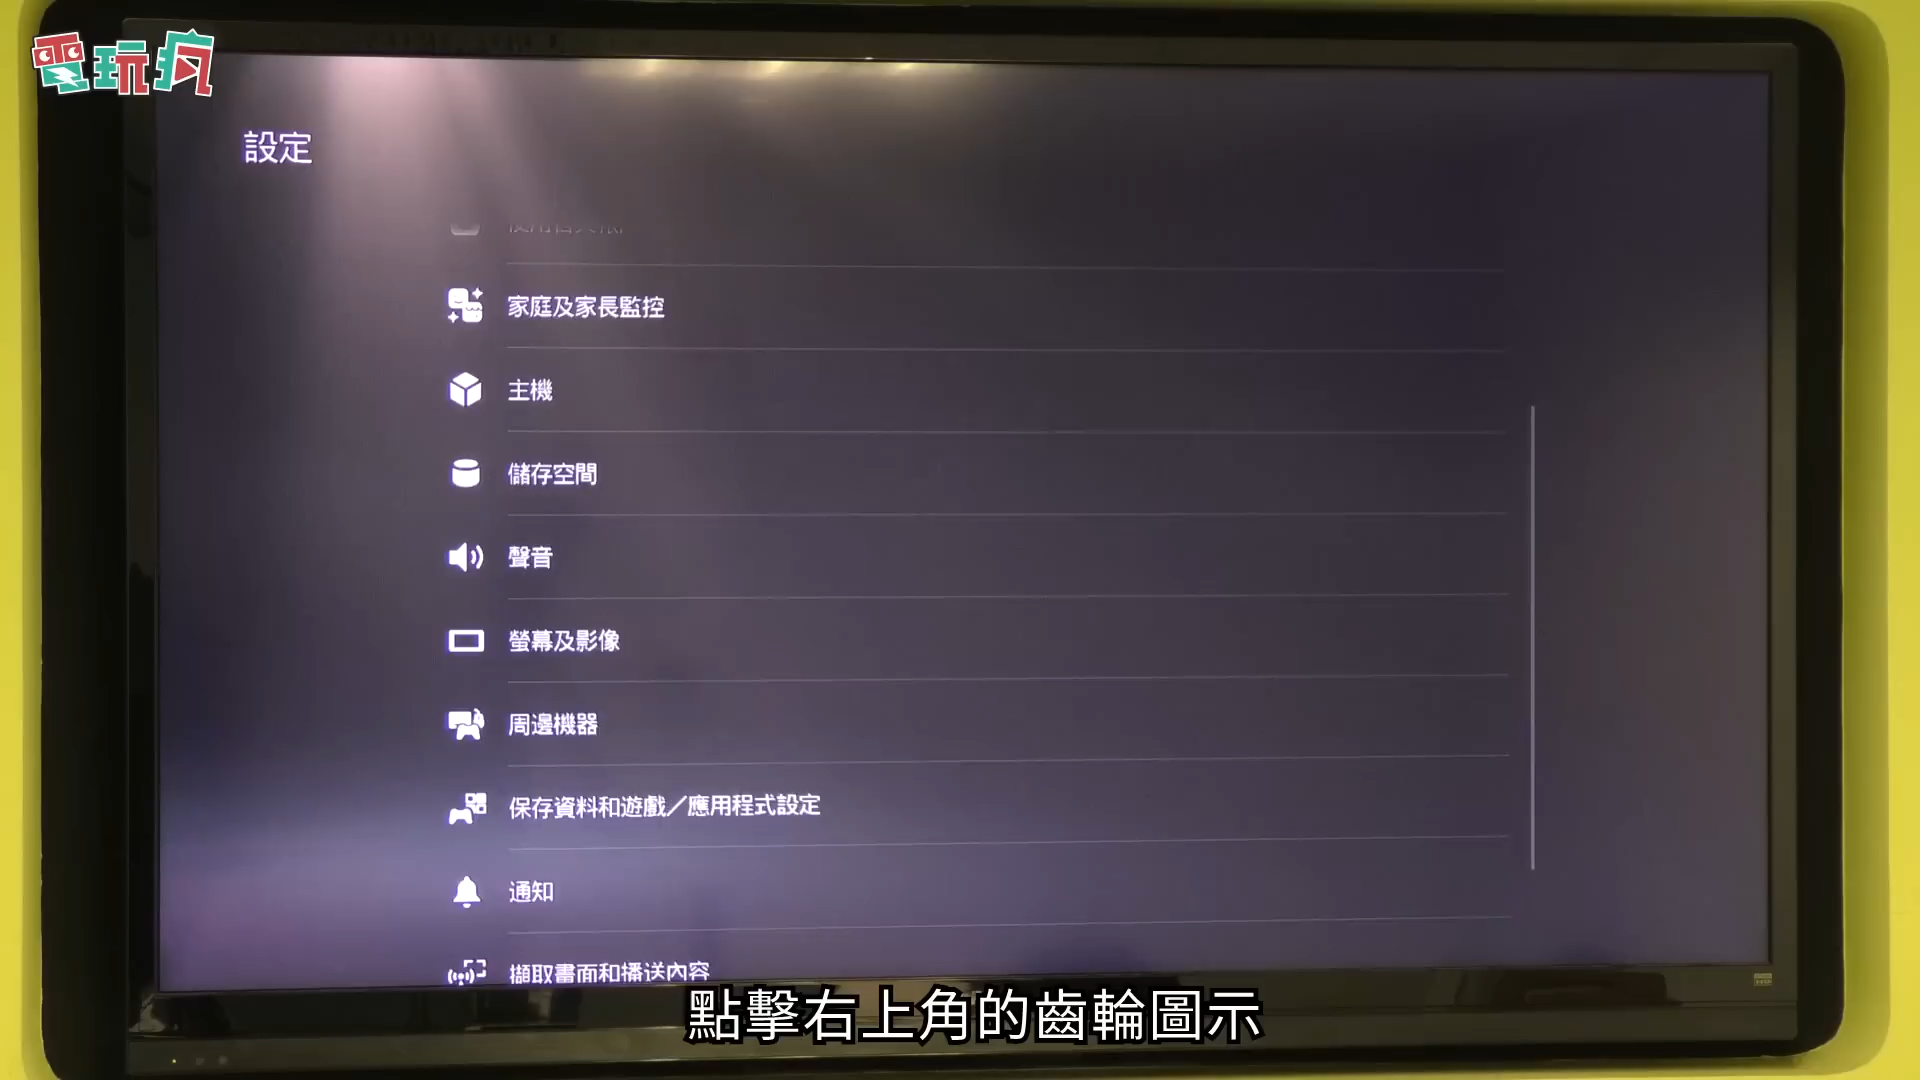 電玩瘋
設定
家庭及家長監控
主機
儲存空間
聲音
螢幕及影像
周邊機器
保存資料和遊戲／應用程式設定
通知
擷取畫面和播送內容
點擊右上角的齒輪圖示